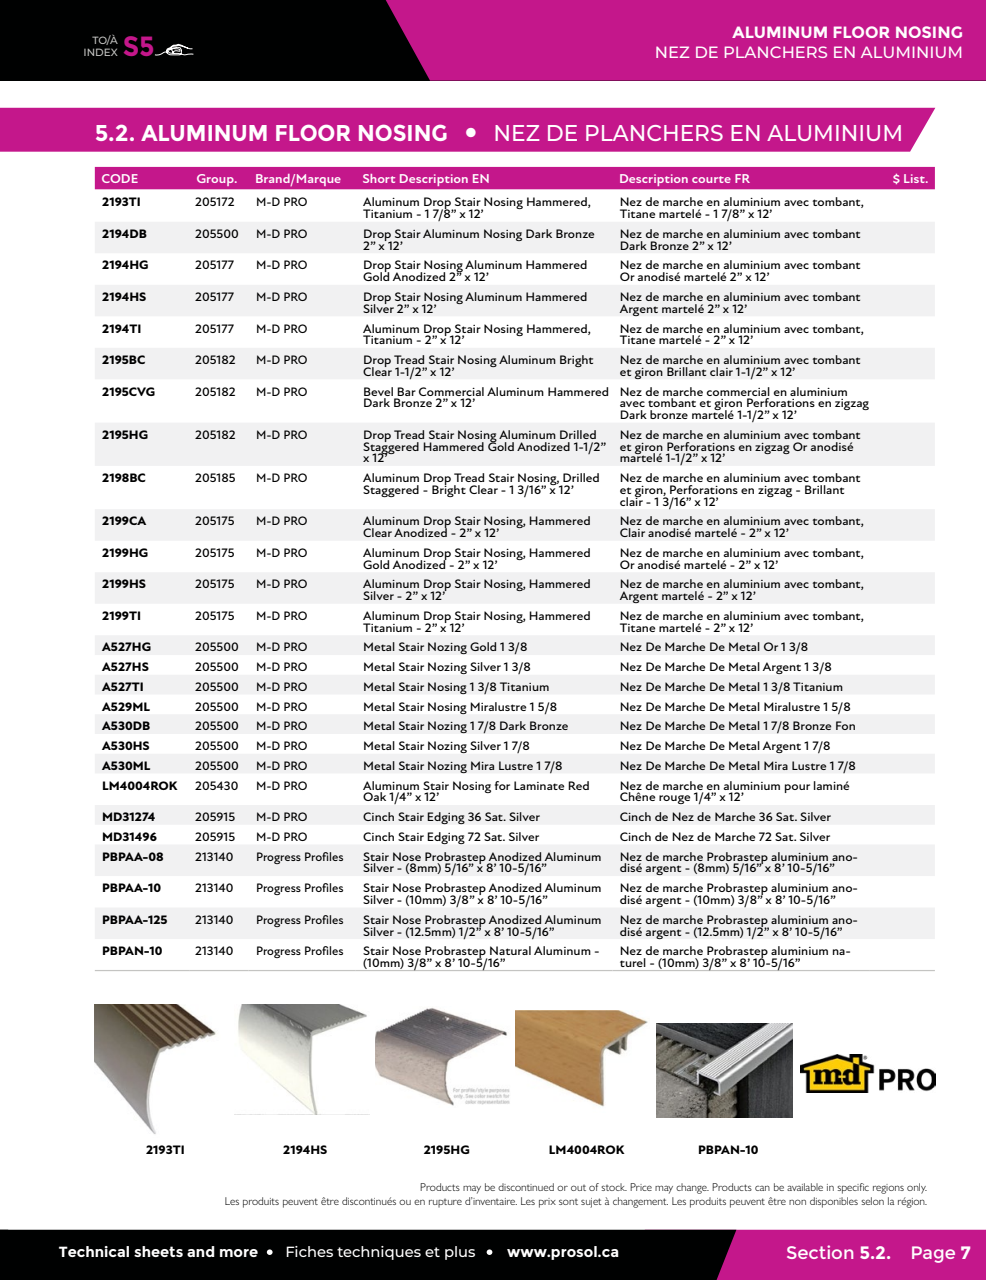 TO/À
INDEX S5
ALUMINUM FLOOR NOSING
NEZ DE PLANCHERS EN ALUMINIUM
5.2. ALUMINUM FLOOR NOSING • NEZ DE PLANCHERS EN ALUMINIUM
CODE Group. Brand/Marque Short Description EN Description courte FR $ List.
2193TI 205172 M-D PRO Aluminum Drop Stair Nosing Hammered, Nez de marche en aluminium avec tombant,
Titanium - 1 7/8” x 12’ Titane martelé - 1 7/8” x 12’
2194DB 205500 M-D PRO Drop Stair Aluminum Nosing Dark Bronze Nez de marche en aluminium avec tombant
2” x 12’ Dark Bronze 2” x 12’
2194HG 205177 M-D PRO Drop Stair Nosing Aluminum Hammered Nez de marche en aluminium avec tombant
Gold Anodized 2” x 12’ Or anodisé martelé 2” x 12’
2194HS 205177 M-D PRO Drop Stair Nosing Aluminum Hammered Nez de marche en aluminium avec tombant
Silver 2” x 12’ Argent martelé 2” x 12’
2194TI 205177 M-D PRO Aluminum Drop Stair Nosing Hammered, Nez de marche en aluminium avec tombant,
Titanium - 2” x 12’ Titane martelé - 2” x 12’
2195BC 205182 M-D PRO Drop Tread Stair Nosing Aluminum Bright Nez de marche en aluminium avec tombant
Clear 1-1/2” x 12’ et giron Brillant clair 1-1/2” x 12’
2195CVG 205182 M-D PRO Bevel Bar Commercial Aluminum Hammered Nez de marche commercial en aluminium
Dark Bronze 2” x 12’ avec tombant et giron Perforations en zigzag
Dark bronze martelé 1-1/2” x 12’
2195HG 205182 M-D PRO Drop Tread Stair Nosing Aluminum Drilled Nez de marche en aluminium avec tombant
Staggered Hammered Gold Anodized 1-1/2” et giron Perforations en zigzag Or anodisé
x 12’ martelé 1-1/2” x 12’
2198BC 205185 M-D PRO Aluminum Drop Tread Stair Nosing, Drilled Nez de marche en aluminium avec tombant
Staggered - Bright Clear - 1 3/16” x 12’ et giron, Perforations en zigzag - Brillant
clair - 1 3/16” x 12’
2199CA 205175 M-D PRO Aluminum Drop Stair Nosing, Hammered Nez de marche en aluminium avec tombant,
Clear Anodized - 2” x 12’ Clair anodisé martelé - 2” x 12’
2199HG 205175 M-D PRO Aluminum Drop Stair Nosing, Hammered Nez de marche en aluminium avec tombant,
Gold Anodized - 2” x 12’ Or anodisé martelé - 2” x 12’
2199HS 205175 M-D PRO Aluminum Drop Stair Nosing, Hammered Nez de marche en aluminium avec tombant,
Silver - 2” x 12’ Argent martelé - 2” x 12’
2199TI 205175 M-D PRO Aluminum Drop Stair Nosing, Hammered Nez de marche en aluminium avec tombant,
Titanium - 2” x 12’ Titane martelé - 2” x 12’
A527HG 205500 M-D PRO Metal Stair Nozing Gold 1 3/8 Nez De Marche De Metal Or 1 3/8
A527HS 205500 M-D PRO Metal Stair Nozing Silver 1 3/8 Nez De Marche De Metal Argent 1 3/8
A527TI 205500 M-D PRO Metal Stair Nosing 1 3/8 Titanium Nez De Marche De Metal 1 3/8 Titanium
A529ML 205500 M-D PRO Metal Stair Nosing Miralustre 1 5/8 Nez De Marche De Metal Miralustre 1 5/8
A530DB 205500 M-D PRO Metal Stair Nozing 1 7/8 Dark Bronze Nez De Marche De Metal 1 7/8 Bronze Fon
A530HS 205500 M-D PRO Metal Stair Nozing Silver 1 7/8 Nez De Marche De Metal Argent 1 7/8
A530ML 205500 M-D PRO Metal Stair Nozing Mira Lustre 1 7/8 Nez De Marche De Metal Mira Lustre 1 7/8
LM4004ROK 205430 M-D PRO Aluminum Stair Nosing for Laminate Red Nez de marche en aluminium pour laminé
Oak 1/4” x 12’ Chêne rouge 1/4” x 12’
MD31274 205915 M-D PRO Cinch Stair Edging 36 Sat. Silver Cinch de Nez de Marche 36 Sat. Silver
MD31496 205915 M-D PRO Cinch Stair Edging 72 Sat. Silver Cinch de Nez de Marche 72 Sat. Silver
PBPAA-08 213140 Progress Profiles Stair Nose Probrastep Anodized Aluminum Nez de marche Probrastep aluminium ano-
Silver - (8mm) 5/16” x 8’ 10-5/16” disé argent - (8mm) 5/16” x 8’ 10-5/16”
PBPAA-10 213140 Progress Profiles Stair Nose Probrastep Anodized Aluminum Nez de marche Probrastep aluminium ano-
Silver - (10mm) 3/8” x 8’ 10-5/16” disé argent - (10mm) 3/8” x 8’ 10-5/16”
PBPAA-125 213140 Progress Profiles Stair Nose Probrastep Anodized Aluminum Nez de marche Probrastep aluminium ano-
Silver - (12.5mm) 1/2” x 8’ 10-5/16” disé argent - (12.5mm) 1/2” x 8’ 10-5/16”
PBPAN-10 213140 Progress Profiles Stair Nose Probrastep Natural Aluminum - Nez de marche Probrastep aluminium na-
(10mm) 3/8” x 8’ 10-5/16” turel - (10mm) 3/8” x 8’ 10-5/16”
For profile/style purposes
only. See color swatch for
color representation
md PRO
2193TI 2194HS 2195HG LM4004ROK PBPAN-10
Products may be discontinued or out of stock. Price may change. Products can be available in specific regions only.
Les produits peuvent être discontinués ou en rupture d’inventaire. Les prix sont sujet à changement. Les produits peuvent être non disponibles selon la région.
Technical sheets and more • Fiches techniques et plus • www.prosol.ca
Section 5.2. Page 7